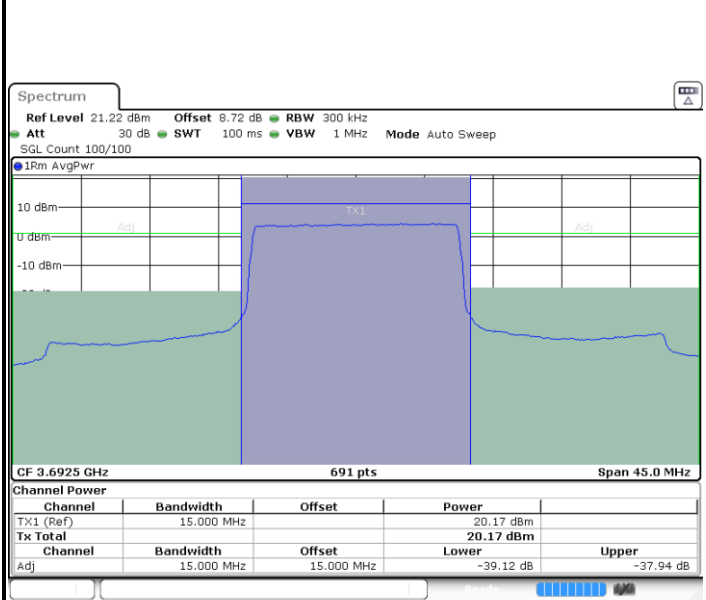 Spectrum
Ref Level 21.22 dBm Offset 8.72 dB RBW 300 kHz
Att 30 dB SWT 100 ms VBW 1 MHz Mode Auto Sweep
SGL Count 100/100
1Rm AvgPwr
10 dBm
TX1
Adj Adj
0 dBm
-10 dBm
CF 3.6925 GHz 691 pts Span 45.0 MHz
Channel Power
Channel Bandwidth Offset Power
TX1 (Ref) 15.000 MHz 20.17 dBm
Tx Total 20.17 dBm
Channel Bandwidth Offset Lower Upper
Adj 15.000 MHz 15.000 MHz -39.12 dB -37.94 dB
Ready